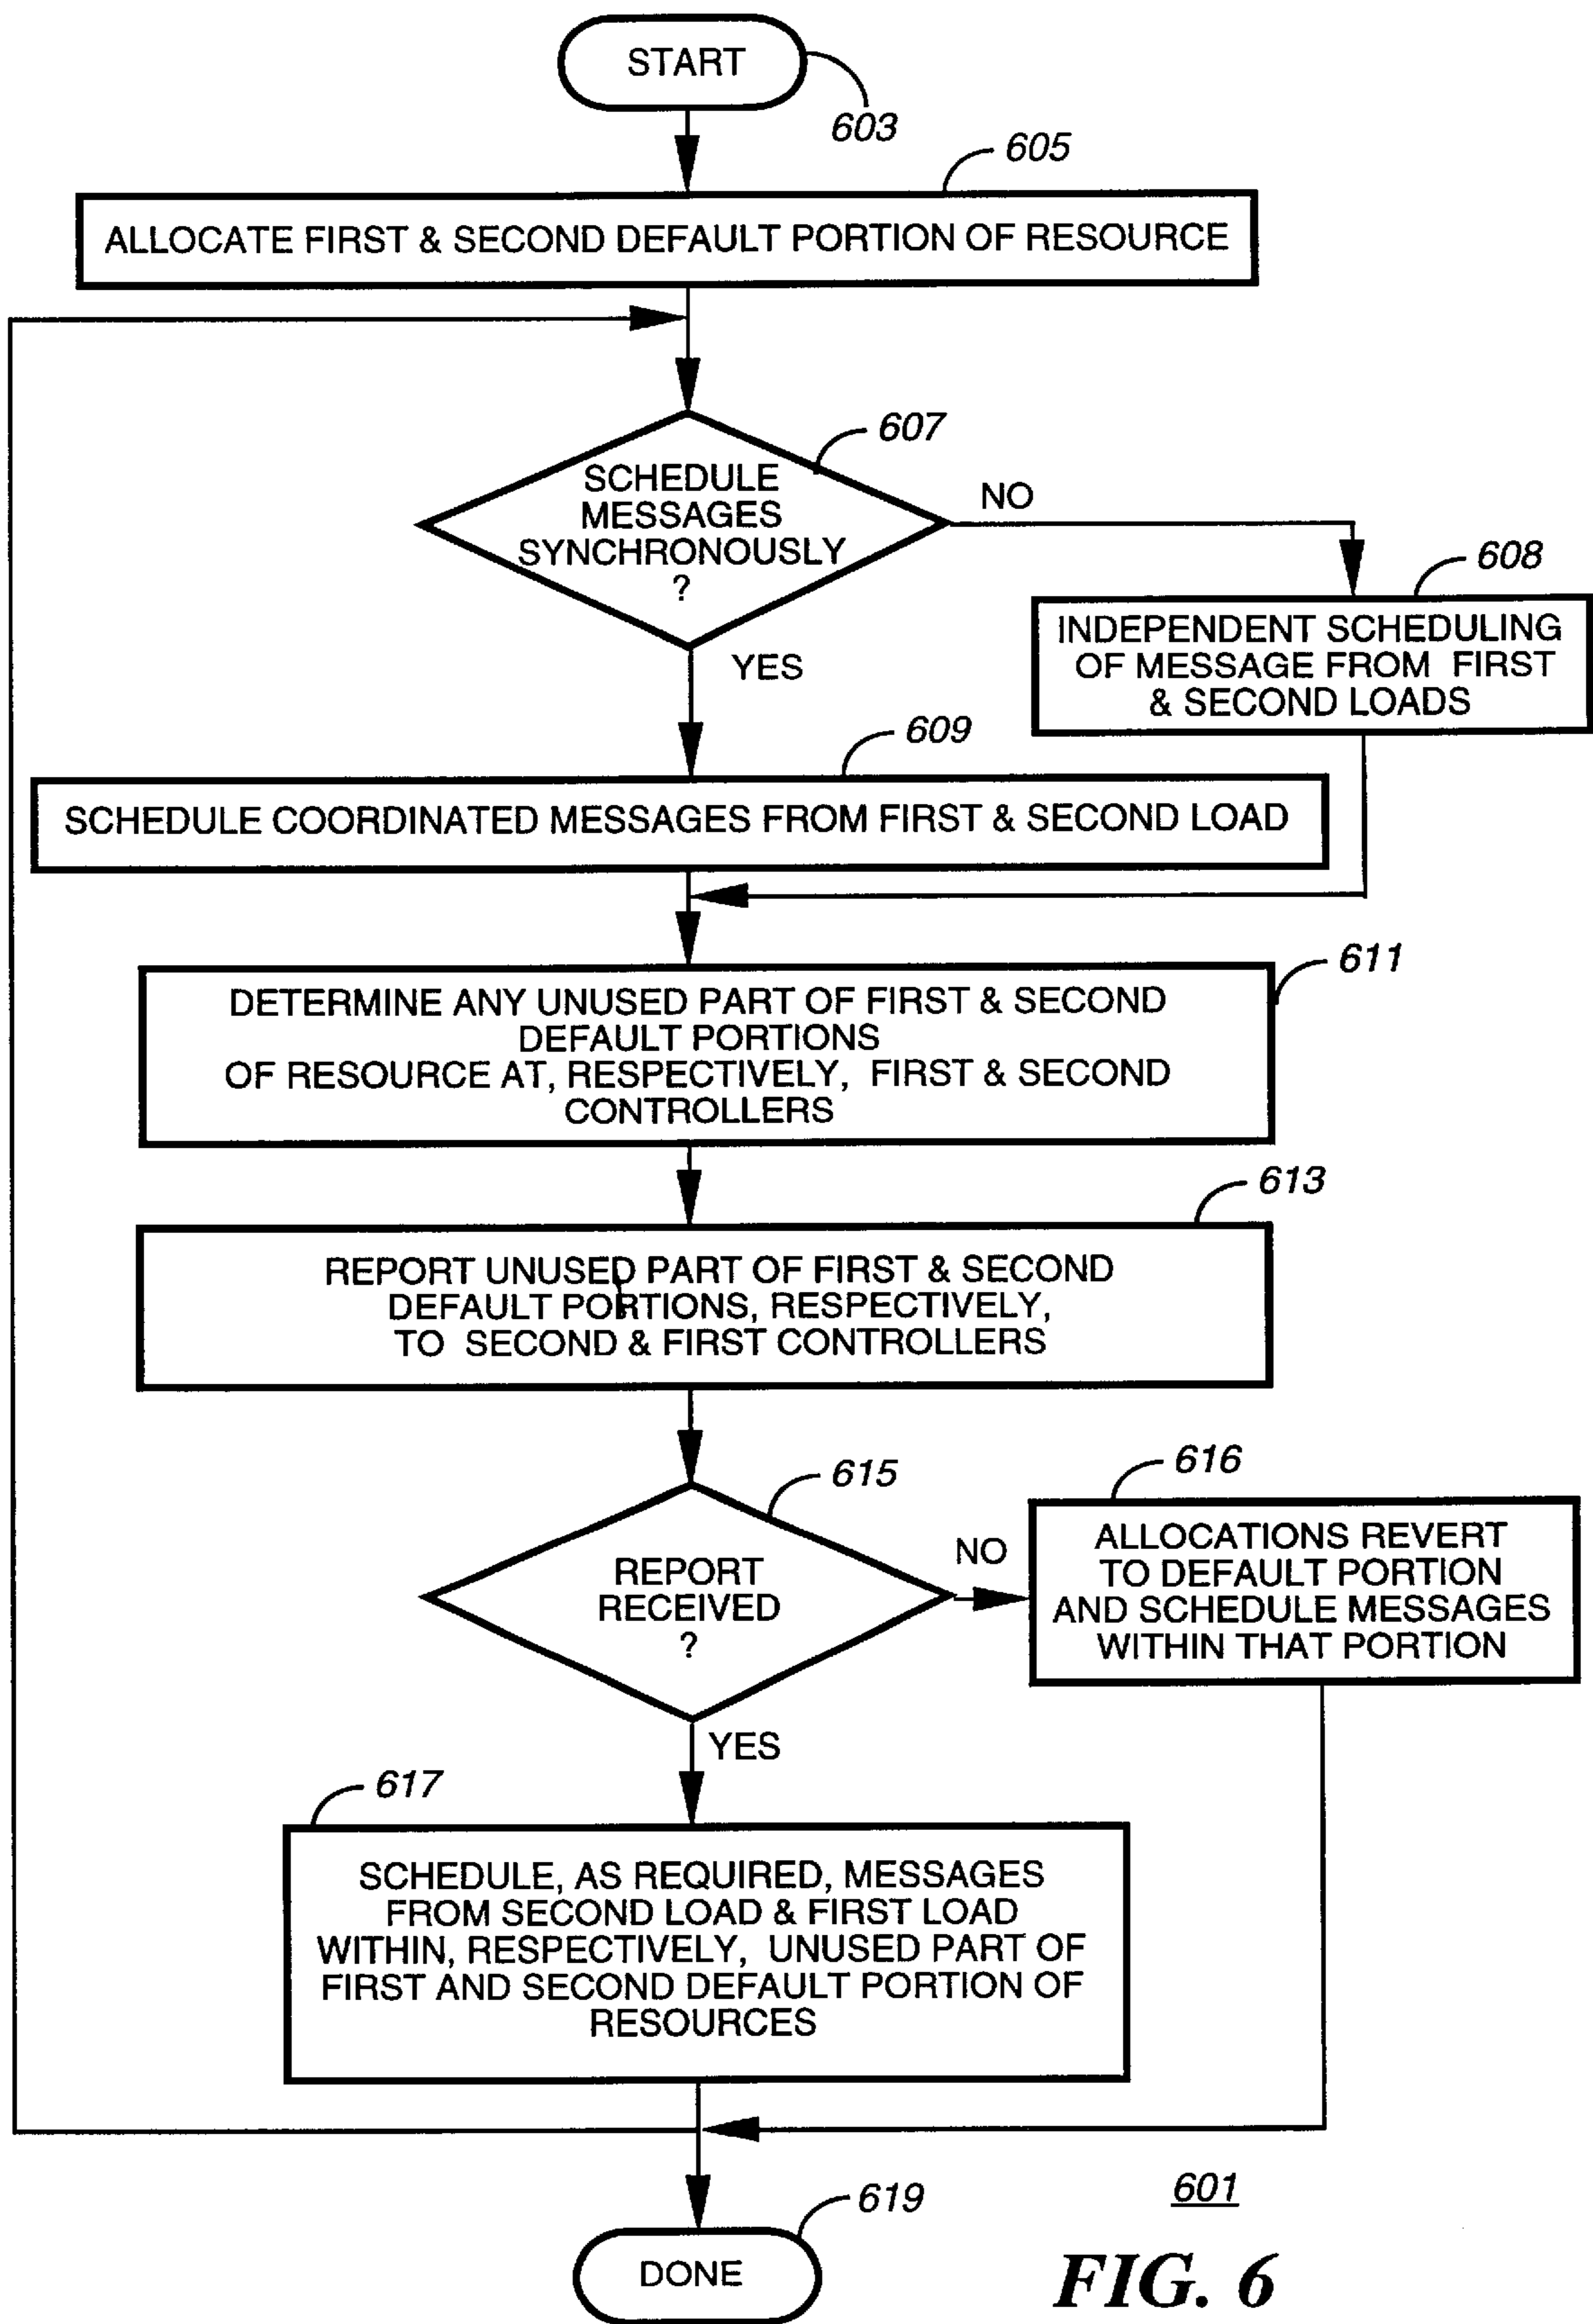 START
603
605
ALLOCATE FIRST & SECOND DEFAULT PORTION OF RESOURCE
607
SCHEDULE
MESSAGES
SYNCHRONOUSLY
?
NO
YES
608
INDEPENDENT SCHEDULING
OF MESSAGE FROM FIRST
& SECOND LOADS
609
SCHEDULE COORDINATED MESSAGES FROM FIRST & SECOND LOAD
611
DETERMINE ANY UNUSED PART OF FIRST & SECOND
DEFAULT PORTIONS
OF RESOURCE AT, RESPECTIVELY, FIRST & SECOND
CONTROLLERS
613
REPORT UNUSED PART OF FIRST & SECOND
DEFAULT PORTIONS, RESPECTIVELY,
TO SECOND & FIRST CONTROLLERS
615
REPORT
RECEIVED
?
NO
YES
616
ALLOCATIONS REVERT
TO DEFAULT PORTION
AND SCHEDULE MESSAGES
WITHIN THAT PORTION
617
SCHEDULE, AS REQUIRED, MESSAGES
FROM SECOND LOAD & FIRST LOAD
WITHIN, RESPECTIVELY, UNUSED PART OF
FIRST AND SECOND DEFAULT PORTION OF
RESOURCES
619
DONE
601
FIG. 6